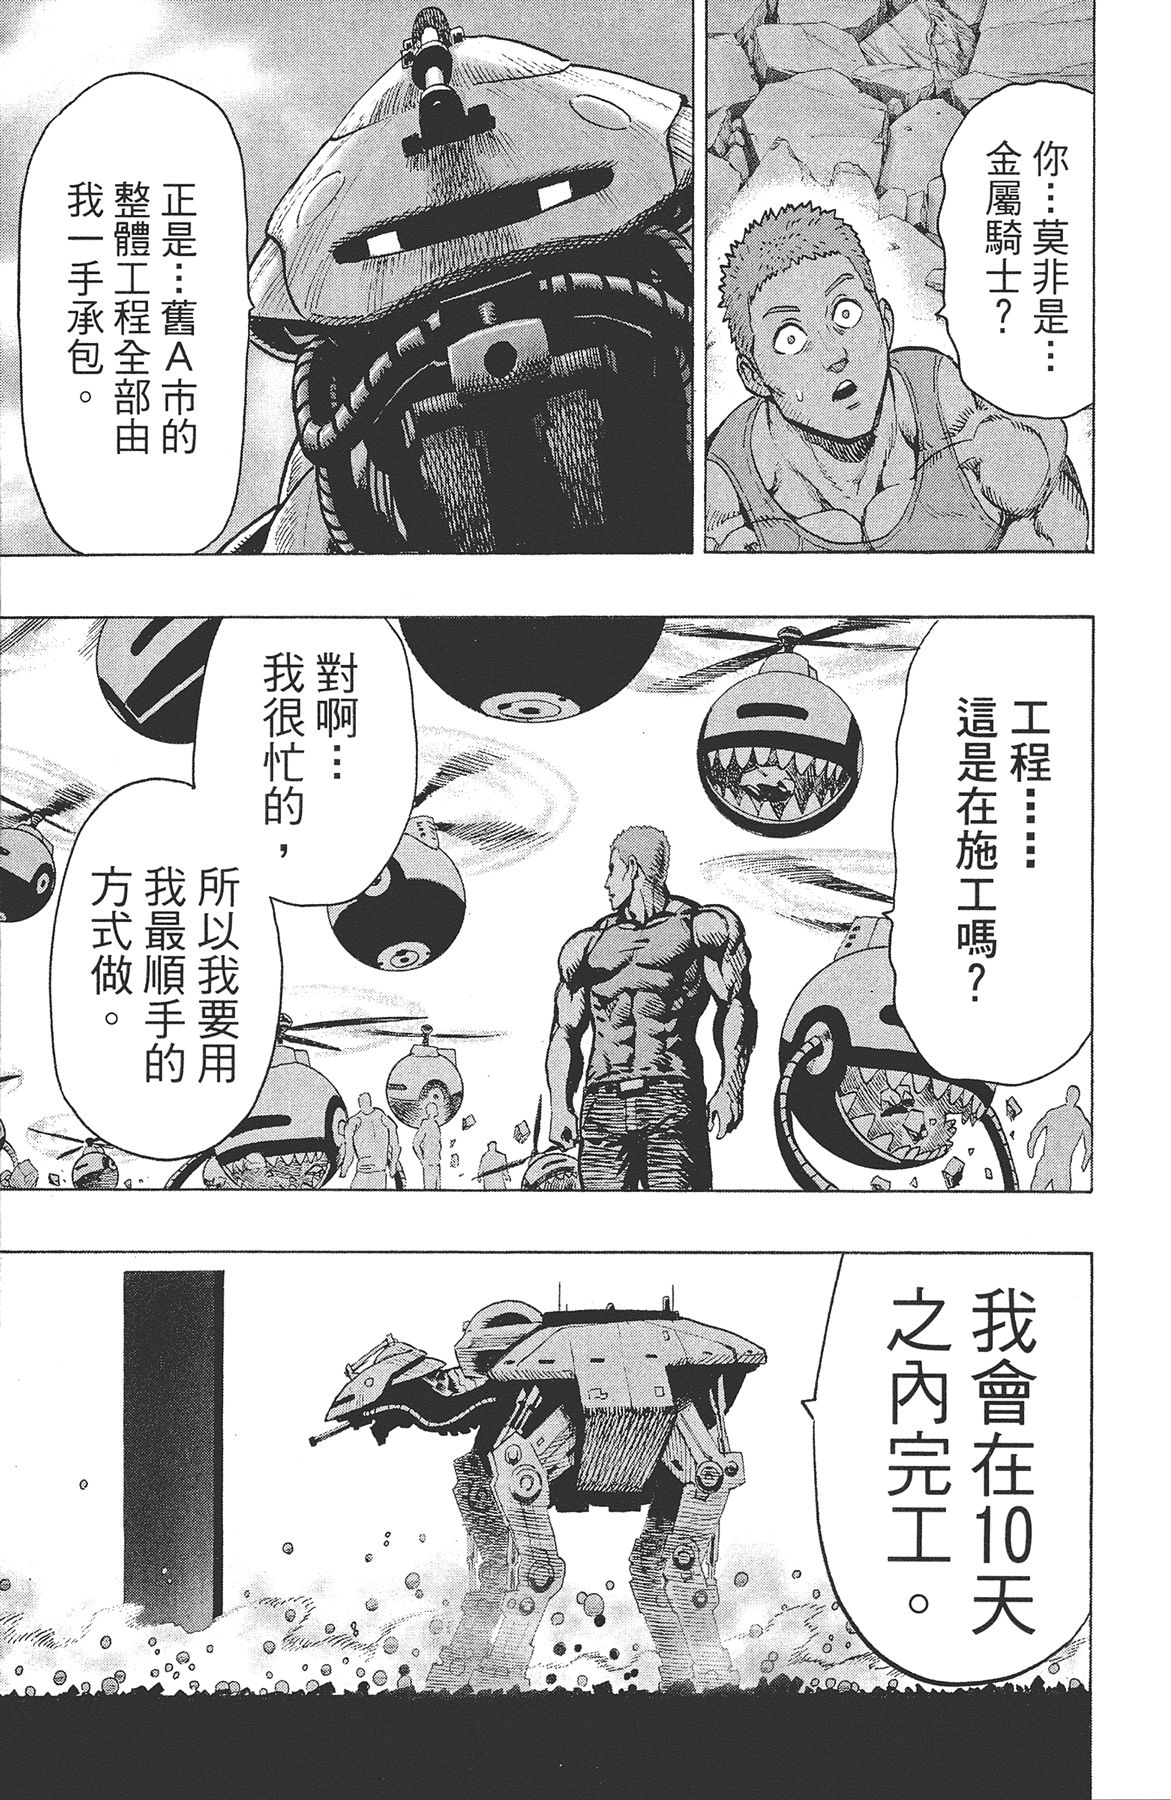 你…莫非是…
金屬騎士？
正是…舊A市的
整體工程全部由
我一手承包。
工程……
這是在施工嗎？
對啊…
我很忙的，
所以我要用
我最順手的
方式做。
我會在10天
之內完工。